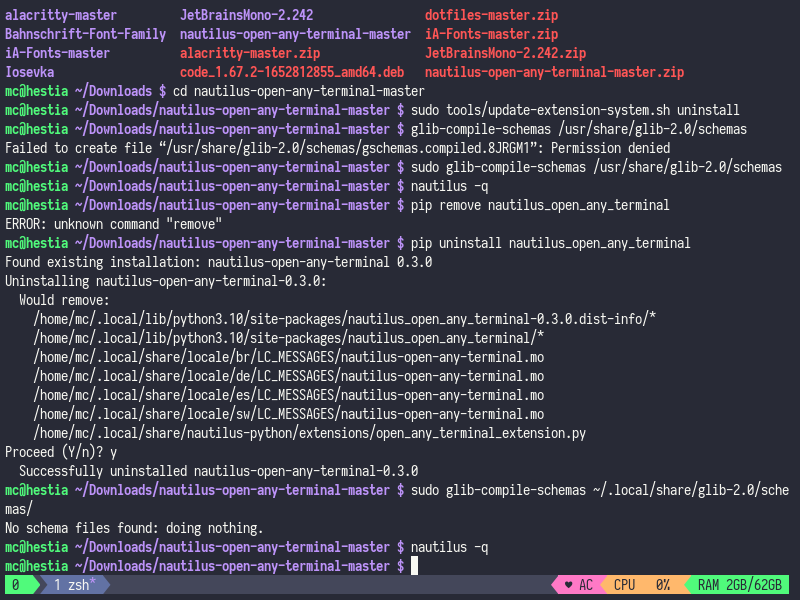 alacritty-master JetBrainsMono-2.242 dotfiles-master.zip
Bahnschrift-Font-Family nautilus-open-any-terminal-master iA-Fonts-master.zip
iA-Fonts-master alacritty-master.zip JetBrainsMono-2.242.zip
Iosevka code_1.67.2-1652812855_amd64.deb nautilus-open-any-terminal-master.zip
mc@hestia ~/Downloads $ cd nautilus-open-any-terminal-master
mc@hestia ~/Downloads/nautilus-open-any-terminal-master $ sudo tools/update-extension-system.sh uninstall
mc@hestia ~/Downloads/nautilus-open-any-terminal-master $ glib-compile-schemas /usr/share/glib-2.0/schemas
Failed to create file “/usr/share/glib-2.0/schemas/gschemas.compiled.8JRGM1”: Permission denied
mc@hestia ~/Downloads/nautilus-open-any-terminal-master $ sudo glib-compile-schemas /usr/share/glib-2.0/schemas
mc@hestia ~/Downloads/nautilus-open-any-terminal-master $ nautilus -q
mc@hestia ~/Downloads/nautilus-open-any-terminal-master $ pip remove nautilus_open_any_terminal
ERROR: unknown command "remove"
mc@hestia ~/Downloads/nautilus-open-any-terminal-master $ pip uninstall nautilus_open_any_terminal
Found existing installation: nautilus-open-any-terminal 0.3.0
Uninstalling nautilus-open-any-terminal-0.3.0:
Would remove:
/home/mc/.local/lib/python3.10/site-packages/nautilus_open_any_terminal-0.3.0.dist-info/*
/home/mc/.local/lib/python3.10/site-packages/nautilus_open_any_terminal/*
/home/mc/.local/share/locale/br/LC_MESSAGES/nautilus-open-any-terminal.mo
/home/mc/.local/share/locale/de/LC_MESSAGES/nautilus-open-any-terminal.mo
/home/mc/.local/share/locale/es/LC_MESSAGES/nautilus-open-any-terminal.mo
/home/mc/.local/share/locale/sw/LC_MESSAGES/nautilus-open-any-terminal.mo
/home/mc/.local/share/nautilus-python/extensions/open_any_terminal_extension.py
Proceed (Y/n)? y
Successfully uninstalled nautilus-open-any-terminal-0.3.0
mc@hestia ~/Downloads/nautilus-open-any-terminal-master $ sudo glib-compile-schemas ~/.local/share/glib-2.0/sche
mas/
No schema files found: doing nothing.
mc@hestia ~/Downloads/nautilus-open-any-terminal-master $ nautilus -q
mc@hestia ~/Downloads/nautilus-open-any-terminal-master $
0 1 zsh* ♥ AC CPU 0% RAM 2GB/62GB